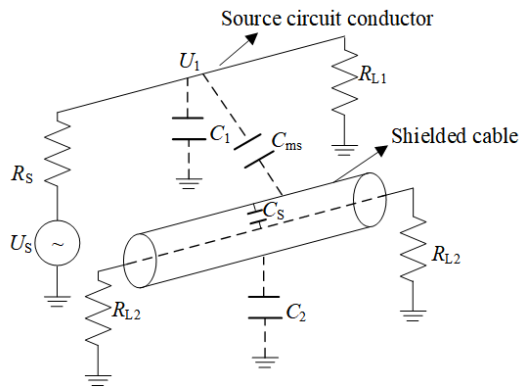 Source circuit conductor
U1
RL1
C1
Cms
Shielded cable
RS
CS
US
~
RL2
RL2
C2